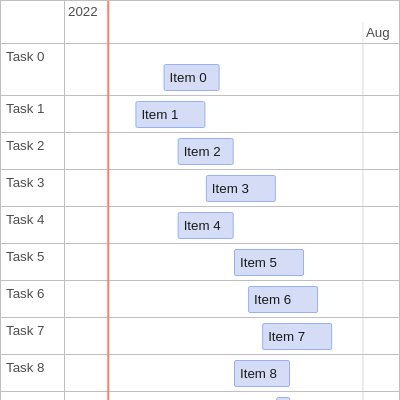 2022
Aug
Task 0
Item 0
Task 1
Item 1
Task 2
Item 2
Task 3
Item 3
Task 4
Item 4
Task 5
Item 5
Task 6
Item 6
Task 7
Item 7
Task 8
Item 8